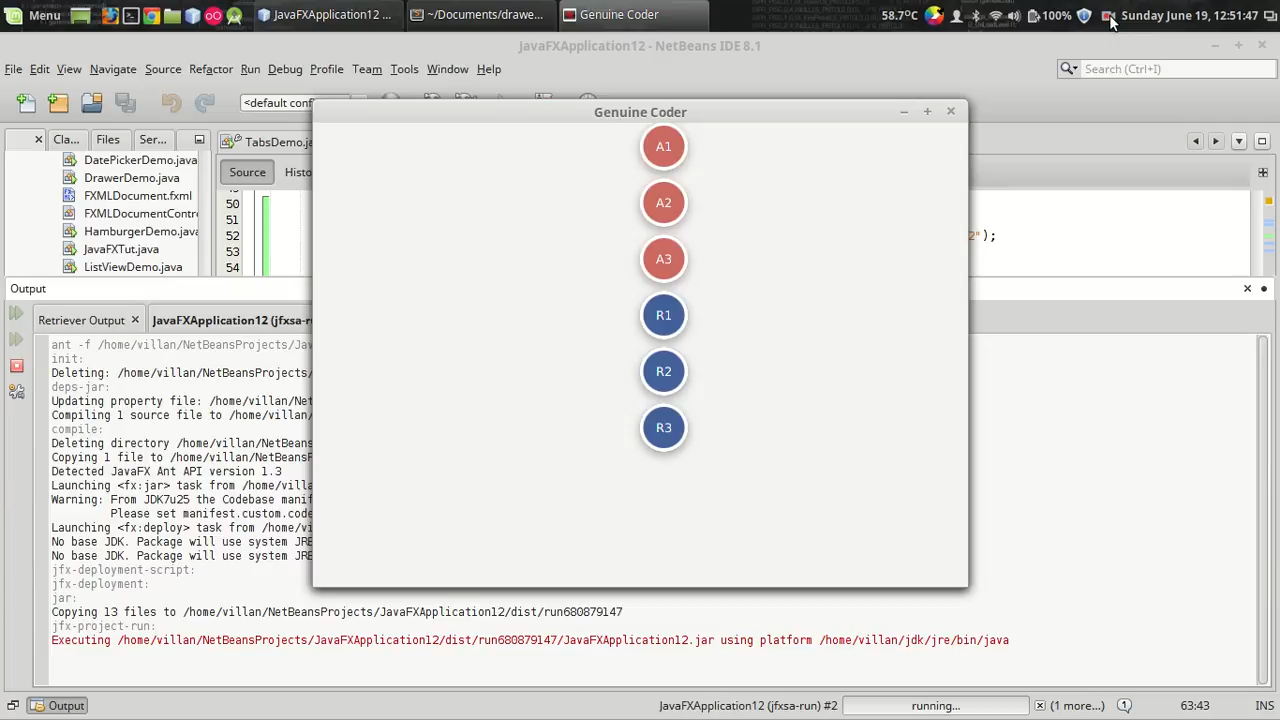 Menu
JavaFXApplication12 ...
~/Documents/drawe...
Genuine Coder
58.7°C
100%
Sunday June 19, 12:51:47
JavaFXApplication12 - NetBeans IDE 8.1
File Edit View Navigate Source Refactor Run Debug Profile Team Tools Window Help
Search (Ctrl+I)
<default conf
Genuine Coder
Cla... Files Ser...
TabsDemo.j
Source Histo
DatePickerDemo.java
DrawerDemo.java
FXMLDocument.fxml
FXMLDocumentContr
HamburgerDemo.java
JavaFXTut.java
ListViewDemo.java
50
51
52
53
54
2");
A1
A2
A3
R1
R2
R3
Output
Retriever Output
JavaFXApplication12 (jfxsa-r
ant -f /home/villan/NetBeansProjects/Jav
init:
Deleting: /home/villan/NetBeansProjects/
deps-jar:
Updating property file: /home/villan/Net
Compiling 1 source file to /home/villan/
compile:
Deleting directory /home/villan/NetBeans
Copying 1 file to /home/villan/NetBeansP
Detected JavaFX Ant API version 1.3
Launching <fx:jar> task from /home/villa
Warning: From JDK7u25 the Codebase manif
Please set manifest.custom.code
Launching <fx:deploy> task from /home/vi
No base JDK. Package will use system JRE
No base JDK. Package will use system JRE
jfx-deployment-script:
jfx-deployment:
jar:
Copying 13 files to /home/villan/NetBeansProjects/JavaFXApplication12/dist/run680879147
jfx-project-run:
Executing /home/villan/NetBeansProjects/JavaFXApplication12/dist/run680879147/JavaFXApplication12.jar using platform /home/villan/jdk/jre/bin/java
Output
JavaFXApplication12 (jfxsa-run) #2
running...
(1 more...)
1
63:43
INS